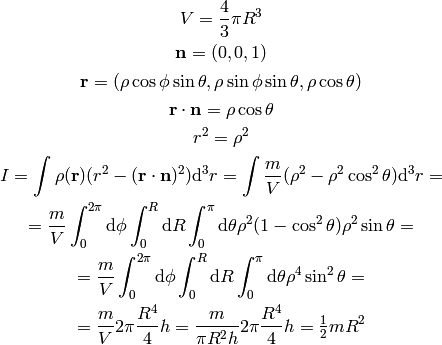 V = \frac{4}{3}\pi R^3
\mathbf{n} = (0, 0, 1)
\mathbf{r} = (\rho \cos\phi \sin\theta, \rho \sin\phi \sin\theta, \rho \cos\theta)
\mathbf{r} \cdot \mathbf{n} = \rho \cos\theta
r^2 = \rho^2
I = \int \rho(\mathbf{r})(r^2 - (\mathbf{r} \cdot \mathbf{n})^2)\mathrm{d}^3 r = \int \frac{m}{V}(\rho^2 - \rho^2 \cos^2\theta)\mathrm{d}^3 r =
= \frac{m}{V} \int_0^{2\pi} \mathrm{d}\phi \int_0^R \mathrm{d}R \int_0^\pi \mathrm{d}\theta \rho^2 (1 - \cos^2\theta)\rho^2 \sin\theta =
= \frac{m}{V} \int_0^{2\pi} \mathrm{d}\phi \int_0^R \mathrm{d}R \int_0^\pi \mathrm{d}\theta \rho^4 \sin^2\theta =
= \frac{m}{V} 2\pi \frac{R^4}{4} h = \frac{m}{\pi R^2 h} 2\pi \frac{R^4}{4} h = \frac{1}{2} m R^2